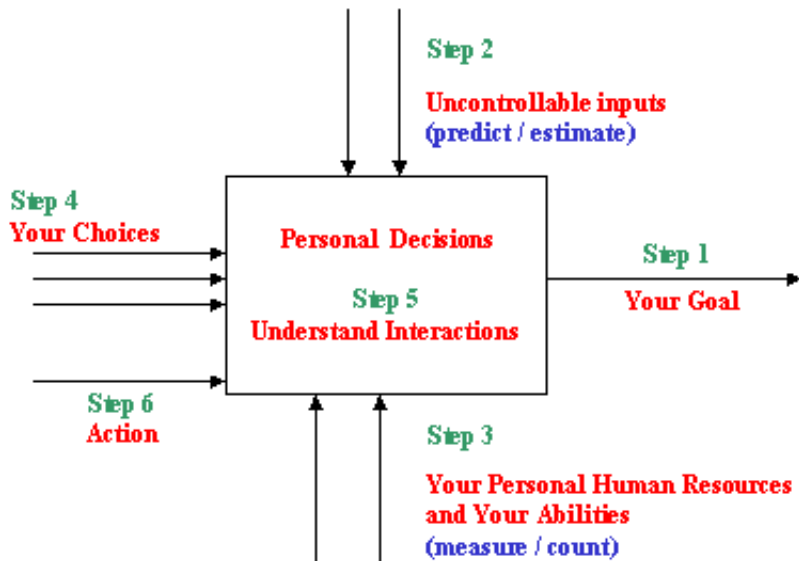 Step 2
Uncontrollable inputs
(predict / estimate)
Step 4
Your Choices
Personal Decisions
Step 1
Your Goal
Step 5
Understand Interactions
Step 6
Action
Step 3
Your Personal Human Resources
and Your Abilities
(measure / count)